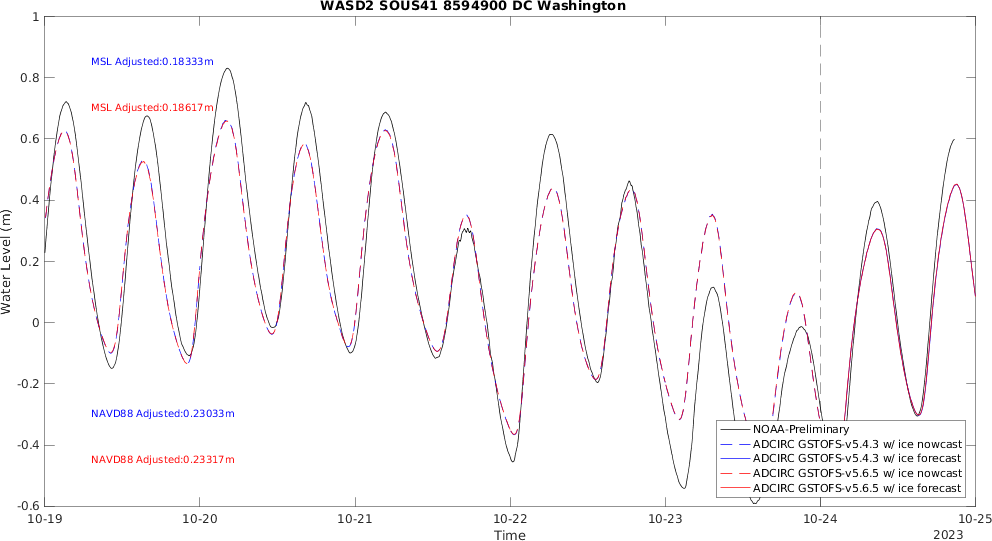 WASD2 SOUS41 8594900 DC Washington
1
0.8
0.6
0.4
0.2
0
-0.2
-0.4
-0.6
Water Level (m)
MSL Adjusted:0.18333m
MSL Adjusted:0.18617m
NAVD88 Adjusted:0.23033m
NAVD88 Adjusted:0.23317m
NOAA-Preliminary
ADCIRC GSTOFS-v5.4.3 w/ ice nowcast
ADCIRC GSTOFS-v5.4.3 w/ ice forecast
ADCIRC GSTOFS-v5.6.5 w/ ice nowcast
ADCIRC GSTOFS-v5.6.5 w/ ice forecast
10-19 10-20 10-21 10-22 10-23 10-24 10-25
Time
2023